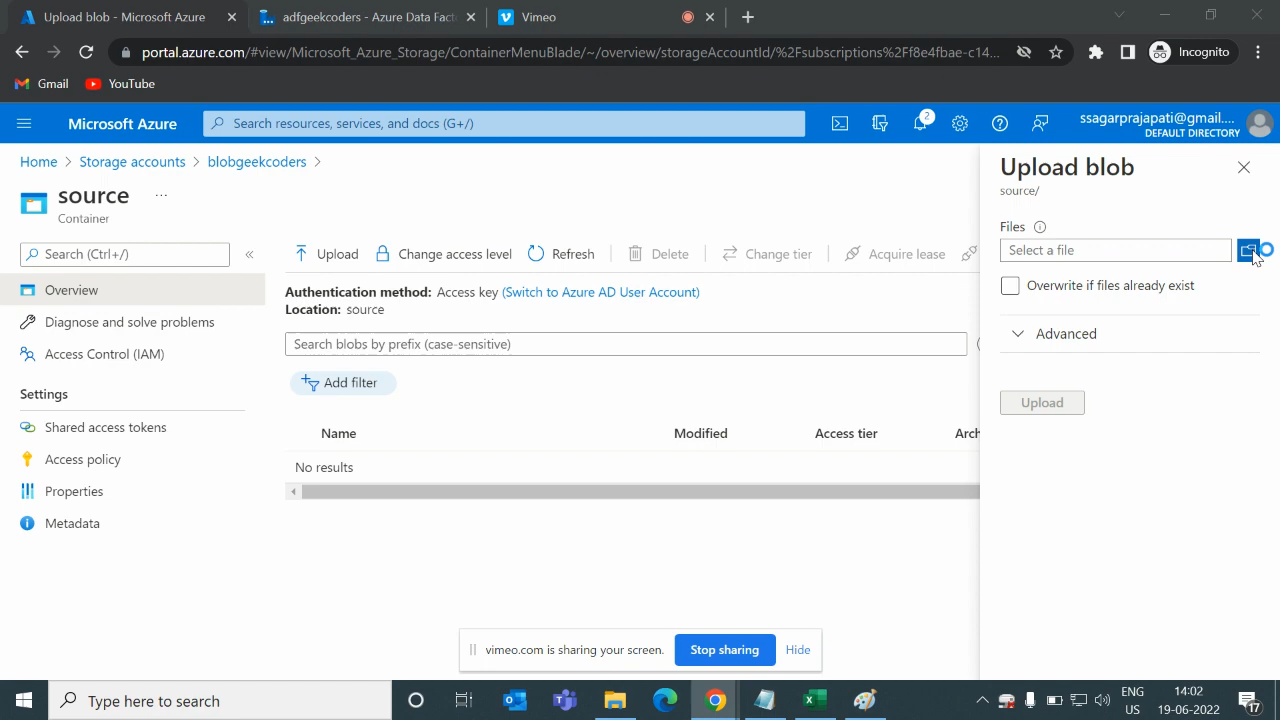 Upload blob - Microsoft Azure
adfgeekcoders - Azure Data Fact
Vimeo
portal.azure.com/#view/Microsoft_Azure_Storage/ContainerMenuBlade/~/overview/storageAccountId/%2Fsubscriptions%2Ff8e4fbae-c14...
Incognito
Gmail
YouTube
Microsoft Azure
Search resources, services, and docs (G+/)
2
ssagarprajapati@gmail....
DEFAULT DIRECTORY
Home > Storage accounts > blobgeekcoders >
source
...
Container
Search (Ctrl+/)
«
Overview
Diagnose and solve problems
Access Control (IAM)
Settings
Shared access tokens
Access policy
Properties
Metadata
Upload
Change access level
Refresh
Delete
Change tier
Acquire lease
Authentication method: Access key (Switch to Azure AD User Account)
Location: source
Search blobs by prefix (case-sensitive)
Add filter
Name
Modified
Access tier
Arch
No results
Upload blob
source/
Files
Select a file
Overwrite if files already exist
Advanced
Upload
vimeo.com is sharing your screen.
Stop sharing
Hide
Type here to search
ENG
US
14:02
19-06-2022
17